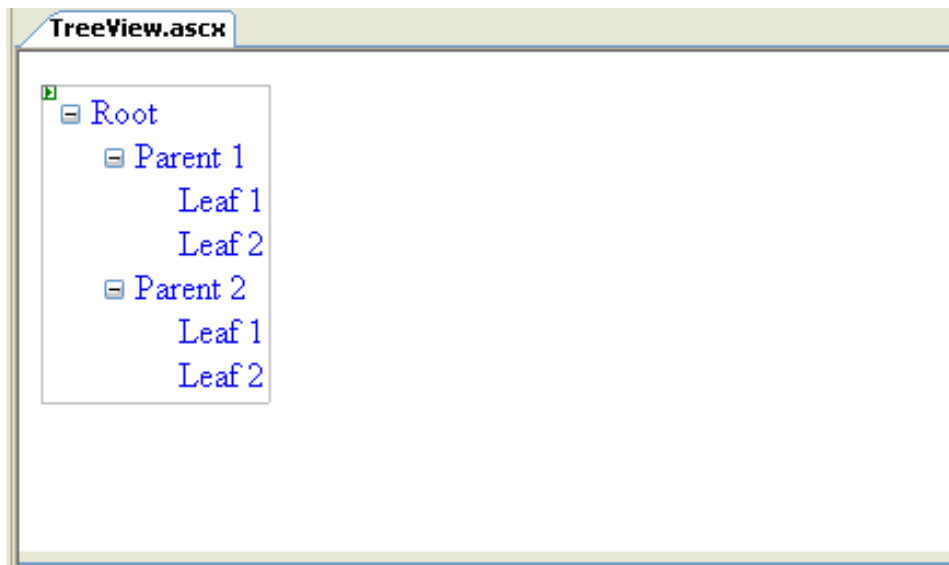 TreeView.ascx
Root
Parent 1
Leaf 1
Leaf 2
Parent 2
Leaf 1
Leaf 2